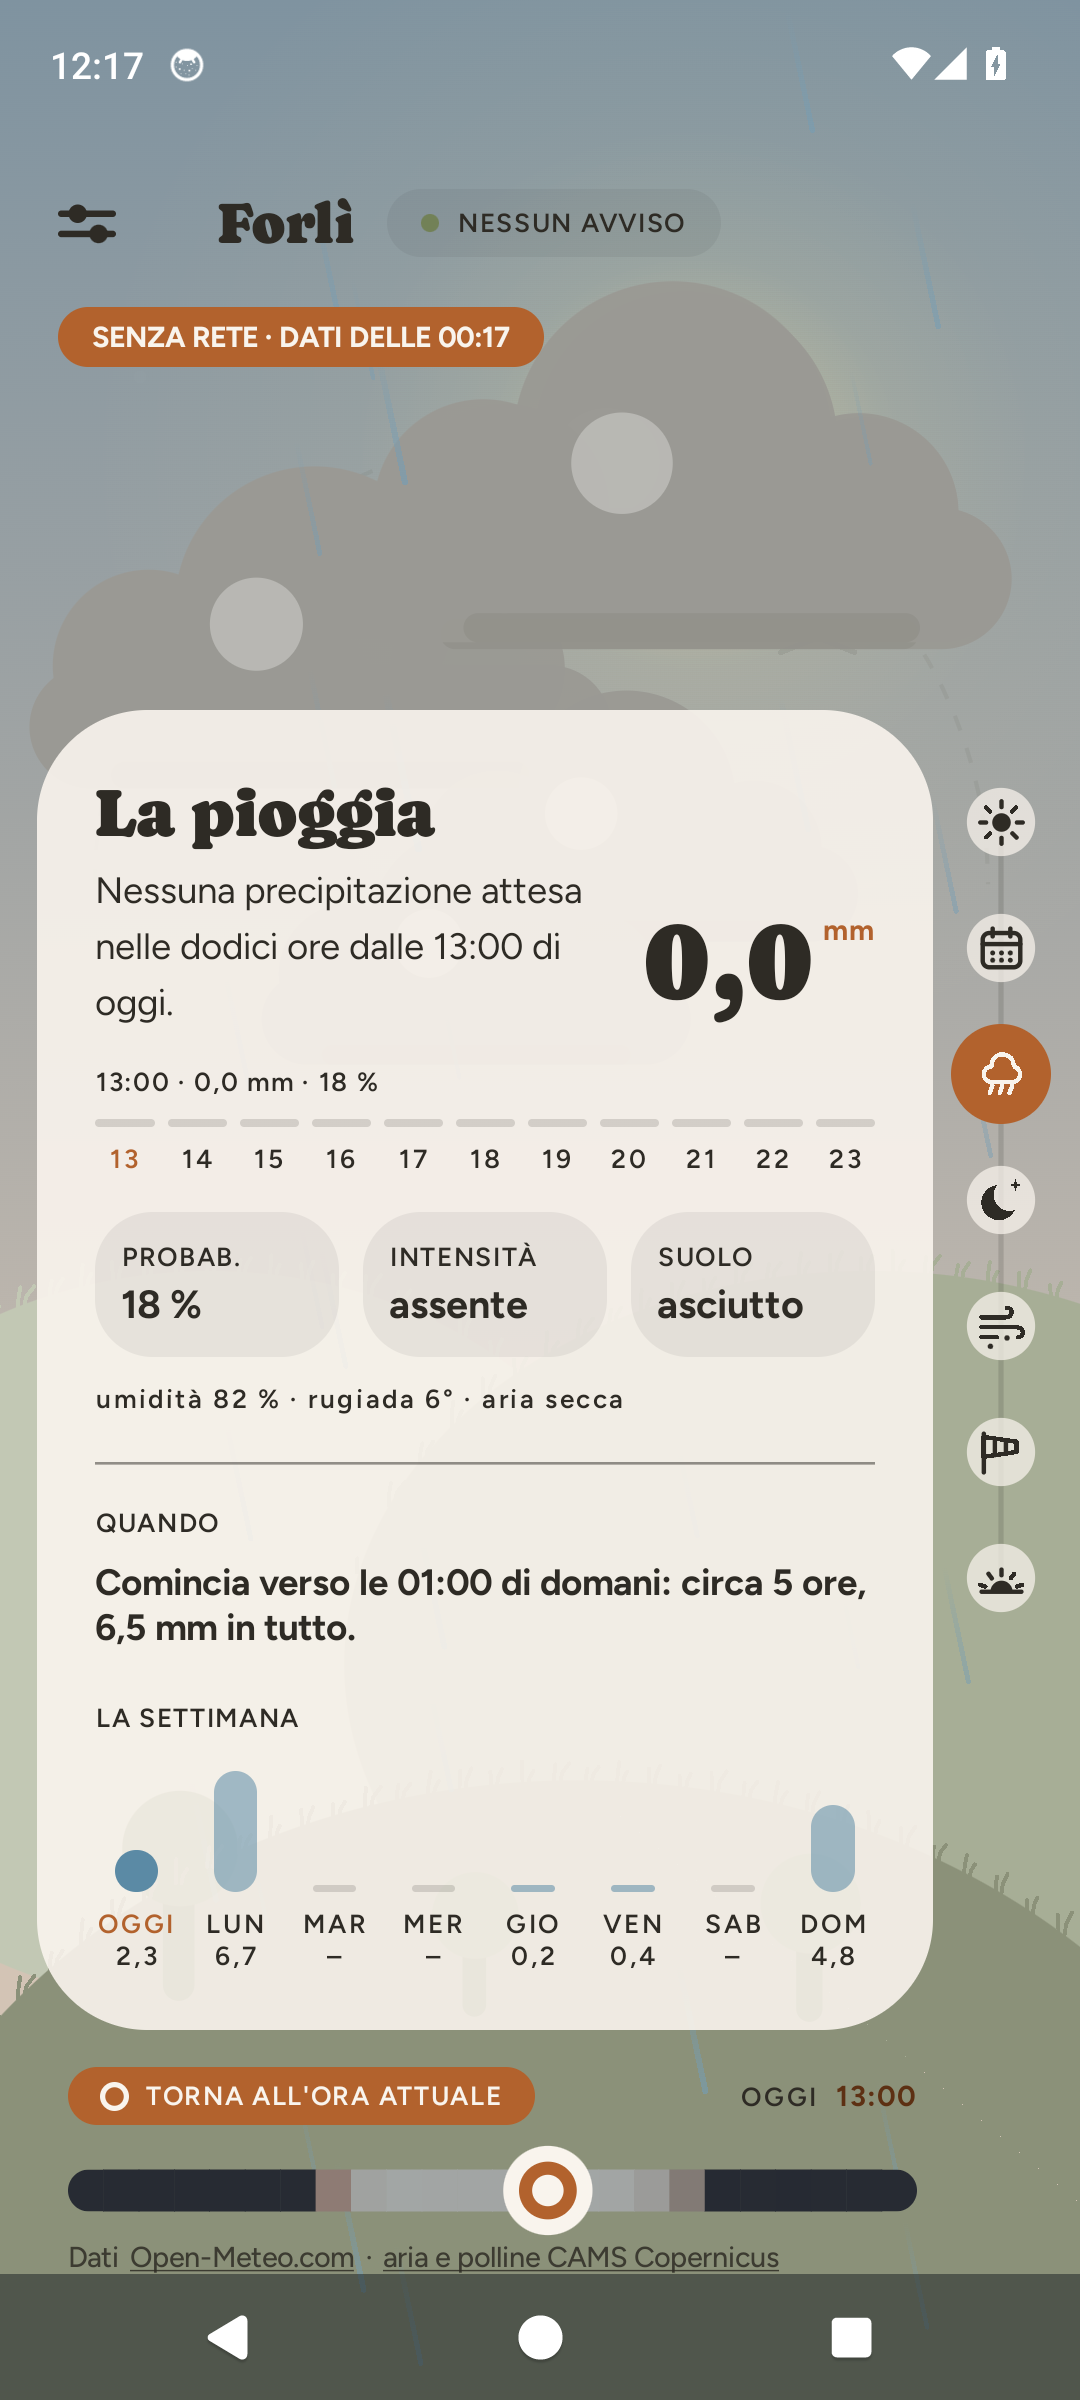 12:17
Forlì
NESSUN AVVISO
SENZA RETE · DATI DELLE 00:17
La pioggia
Nessuna precipitazione attesa
nelle dodici ore dalle 13:00 di
oggi.
0,0 mm
13:00 · 0,0 mm · 18 %
13 14 15 16 17 18 19 20 21 22 23
PROBAB. INTENSITÀ SUOLO
18 % assente asciutto
umidità 82 % · rugiada 6° · aria secca
QUANDO
Comincia verso le 01:00 di domani: circa 5 ore,
6,5 mm in tutto.
LA SETTIMANA
OGGI LUN MAR MER GIO VEN SAB DOM
2,3 6,7 – – 0,2 0,4 – 4,8
TORNA ALL'ORA ATTUALE
OGGI 13:00
Dati Open-Meteo.com · aria e polline CAMS Copernicus